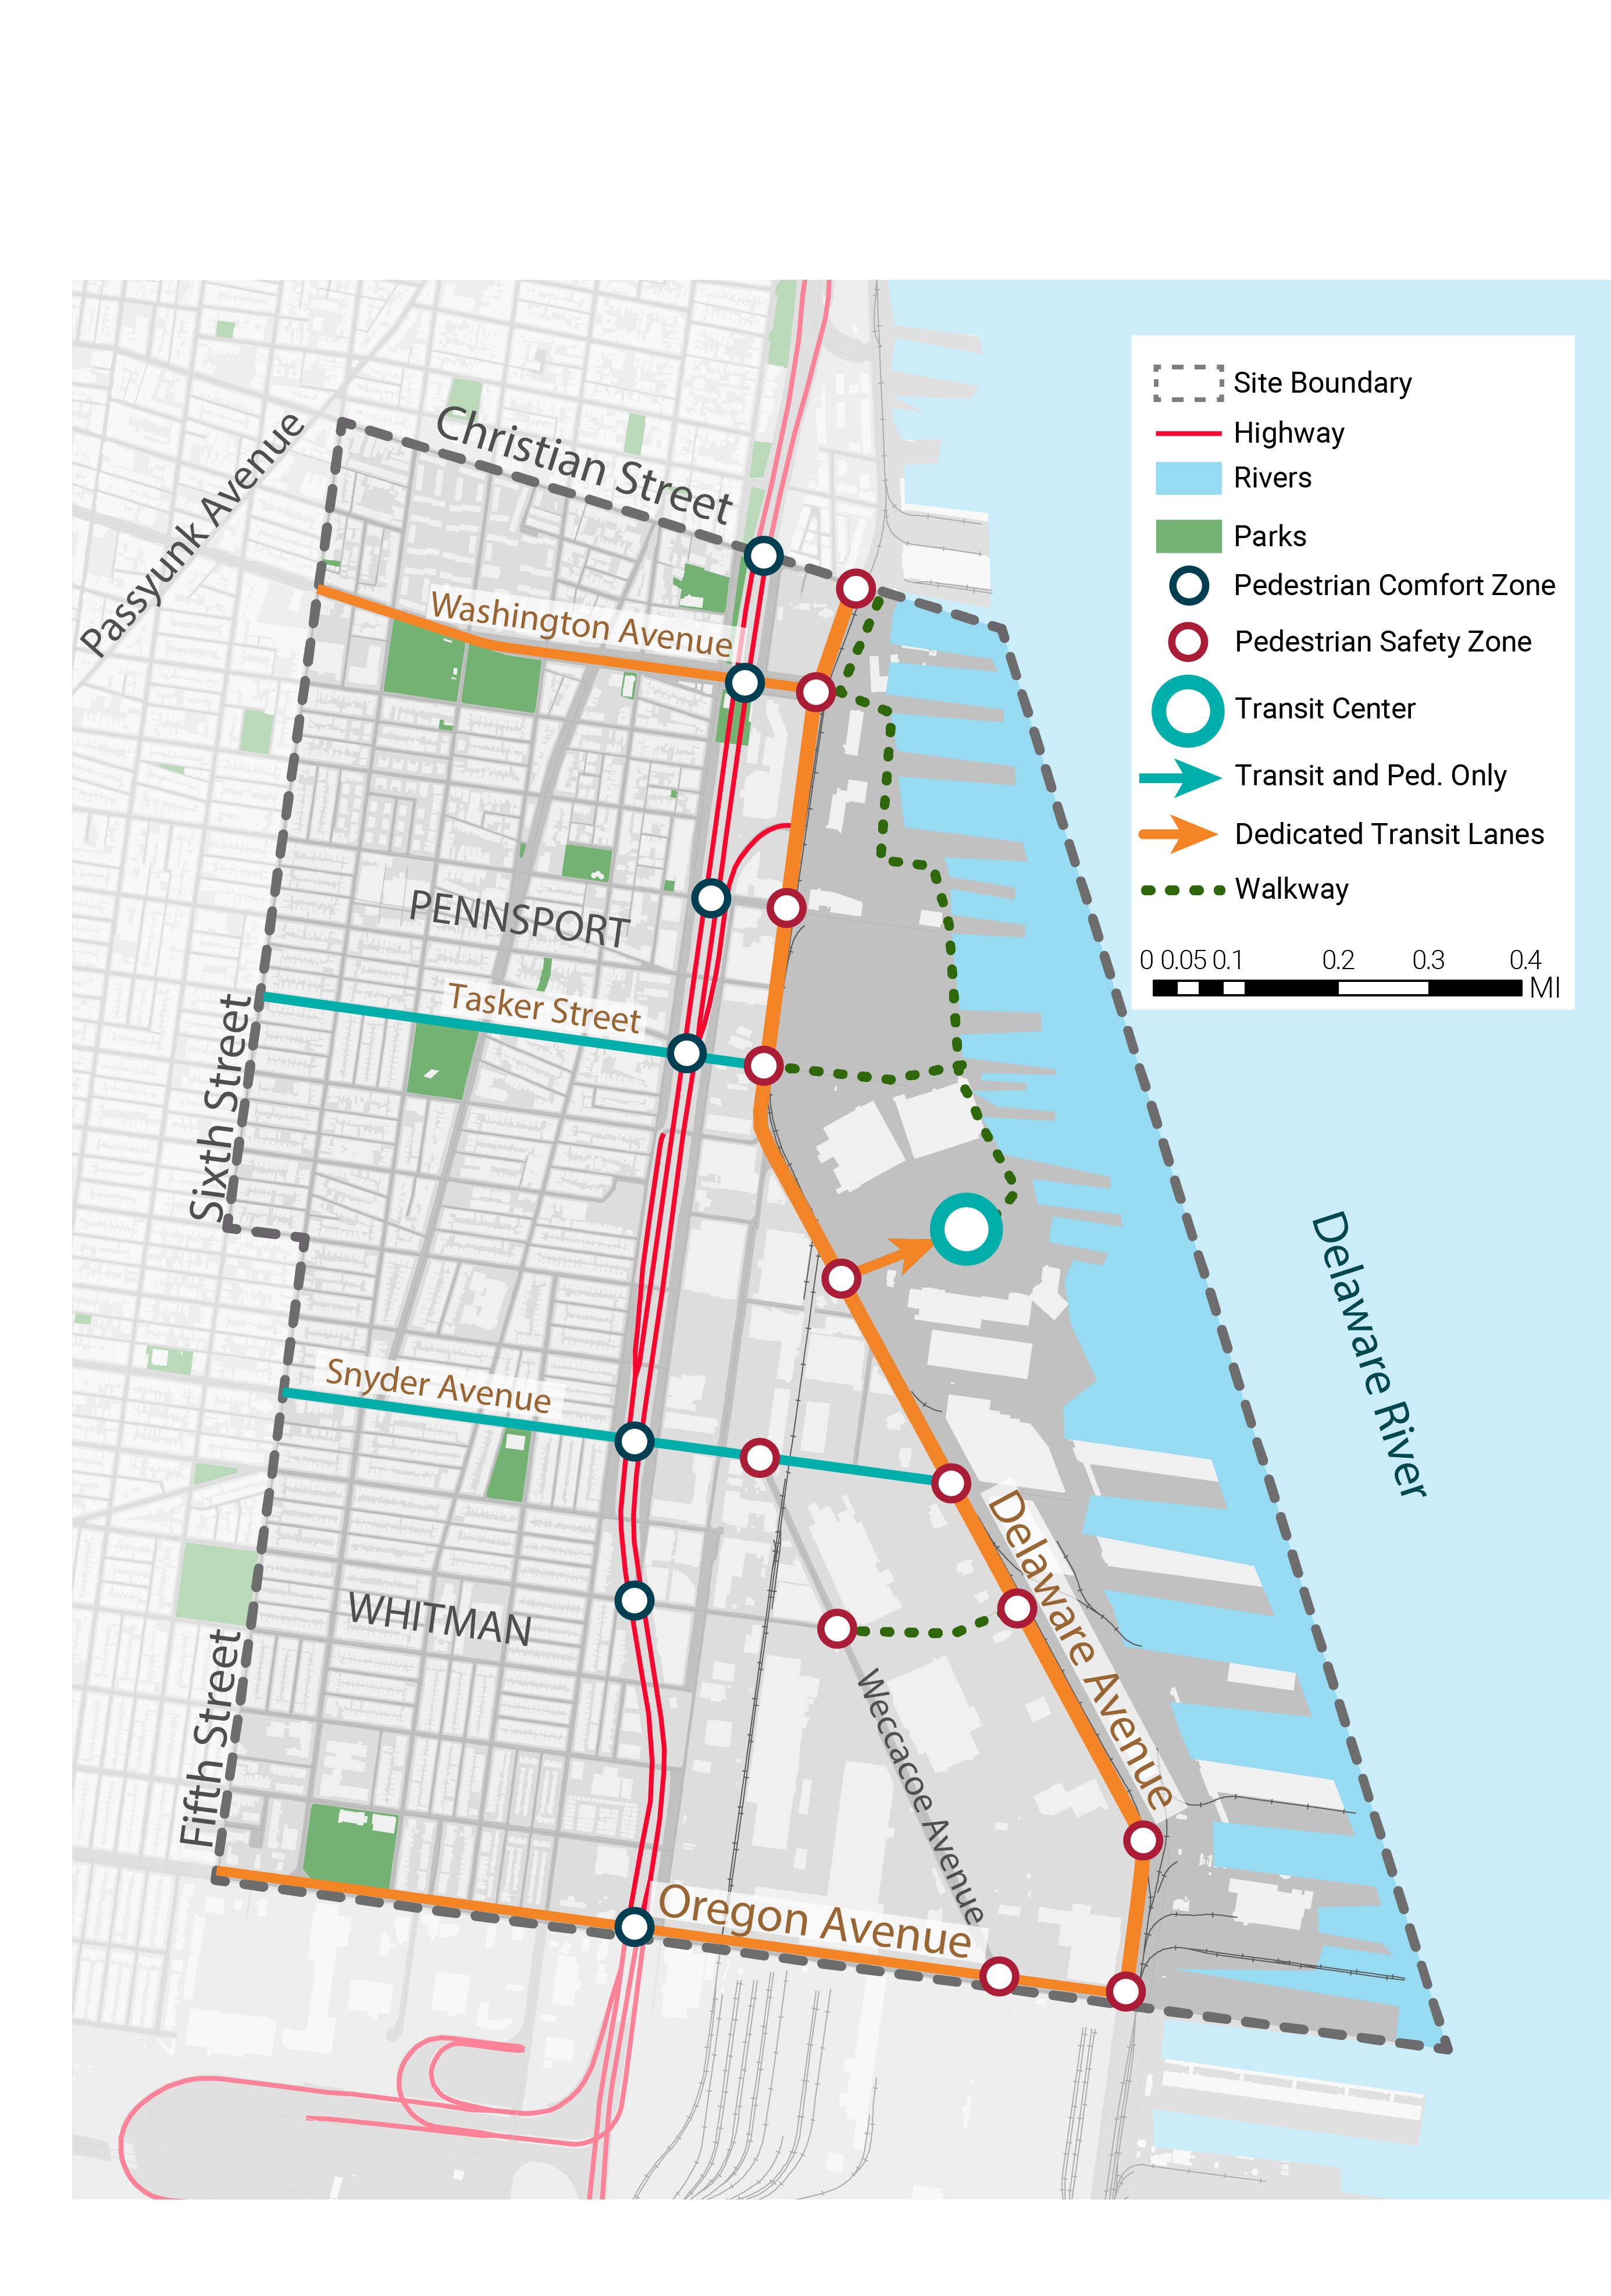 Christian Street
Passyunk Avenue
Washington Avenue
PENNSPORT
Tasker Street
Sixth Street
Snyder Avenue
WHITMAN
Fifth Street
Oregon Avenue
Weccacoe Avenue
Delaware Avenue
Delaware River
Site Boundary
Highway
Rivers
Parks
Pedestrian Comfort Zone
Pedestrian Safety Zone
Transit Center
Transit and Ped. Only
Dedicated Transit Lanes
Walkway
0 0.05 0.1 0.2 0.3 0.4
MI